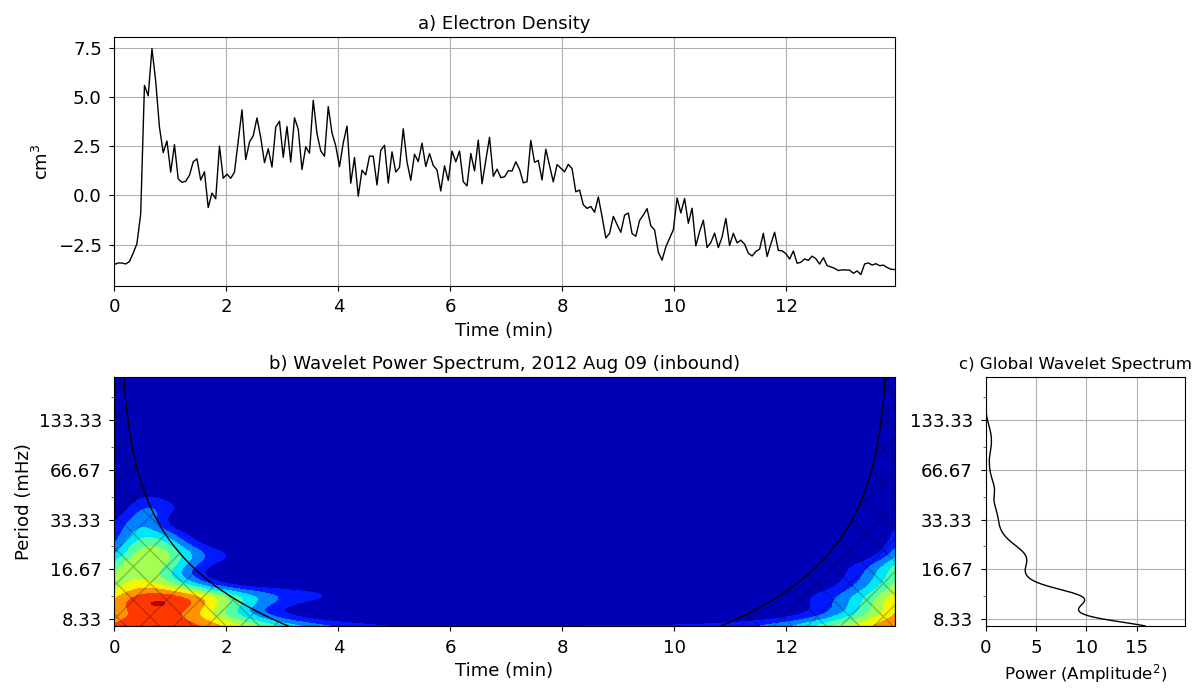 a) Electron Density
7.5
5.0
2.5
0.0
−2.5
cm³
0 2 4 6 8 10 12
Time (min)
b) Wavelet Power Spectrum, 2012 Aug 09 (inbound)
133.33
66.67
33.33
16.67
8.33
Period (mHz)
0 2 4 6 8 10 12
Time (min)
c) Global Wavelet Spectrum
133.33
66.67
33.33
16.67
8.33
0 5 10 15
Power (Amplitude²)